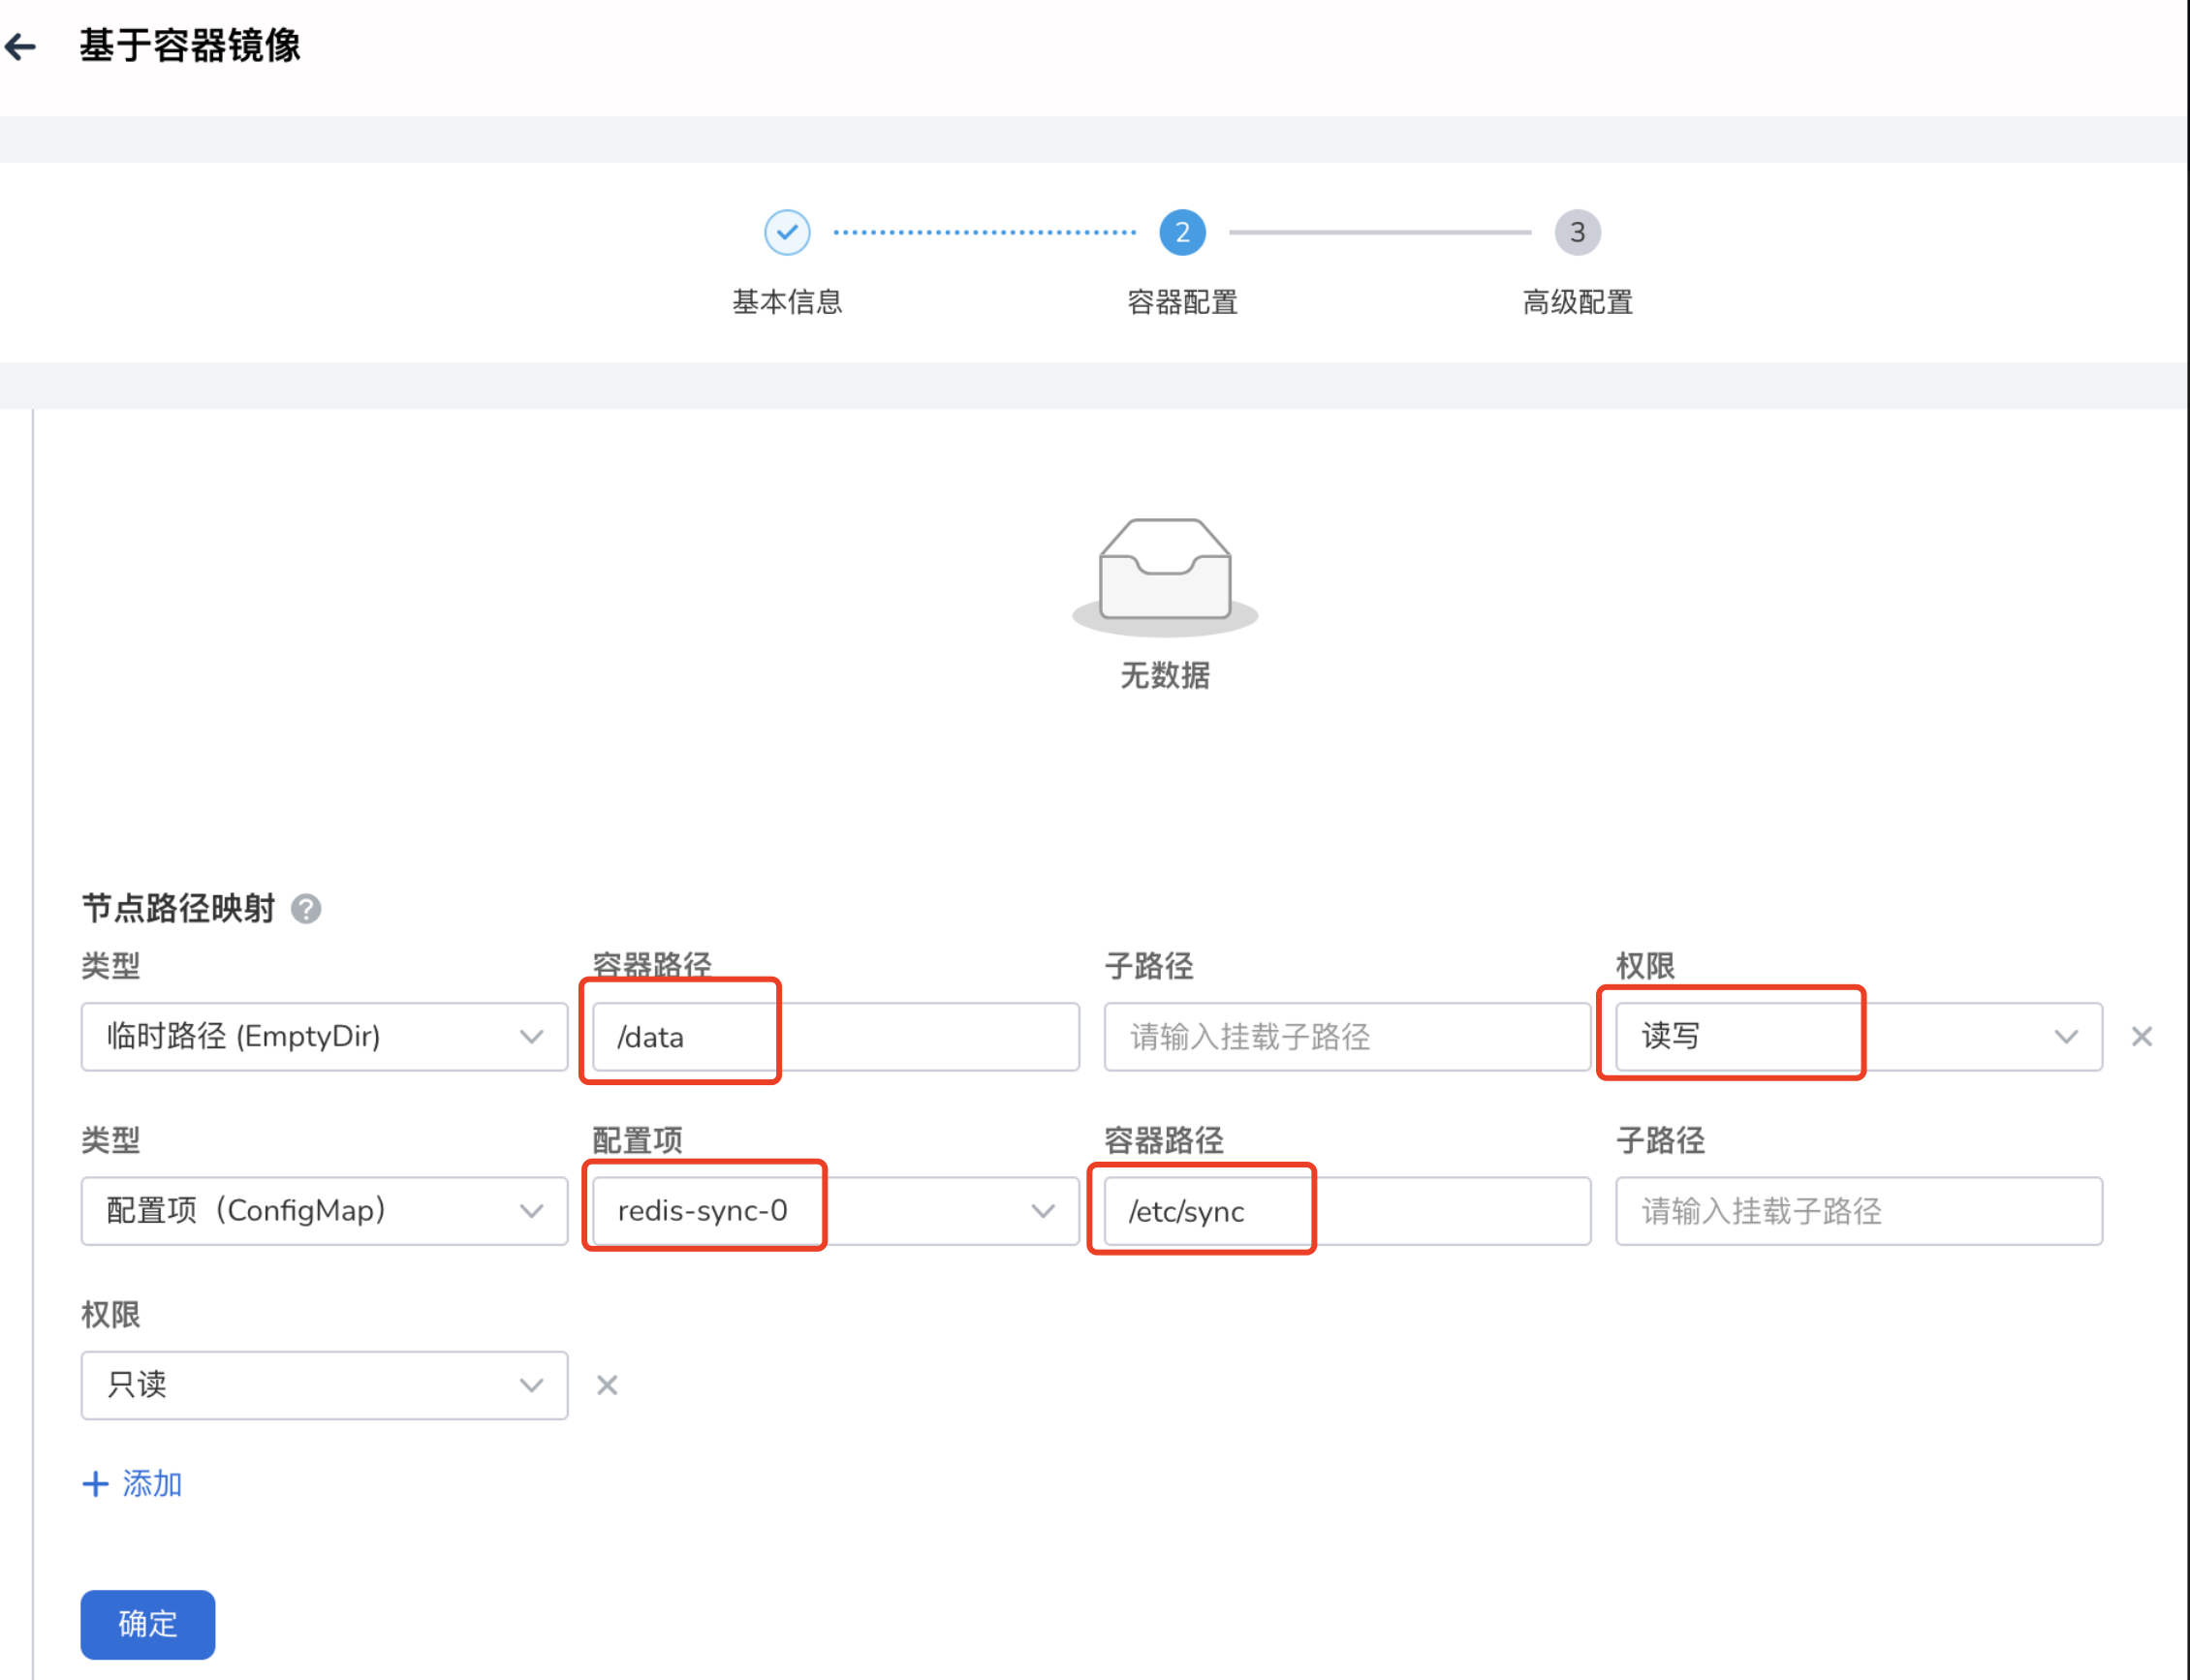 基于容器镜像
2
3
基本信息
容器配置
高级配置
无数据
节点路径映射 ?
类型
容器路径
子路径
权限
临时路径 (EmptyDir)
/data
请输入挂载子路径
读写
类型
配置项
容器路径
子路径
配置项（ConfigMap）
redis-sync-0
/etc/sync
请输入挂载子路径
权限
只读
+ 添加
确定